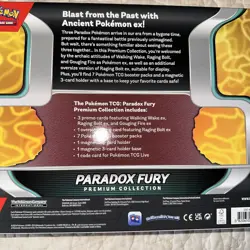 POKÉMON
Blast from the Past with
Ancient Pokémon ex!
Three Paradox Pokémon arrive in our era from a bygone time,
prepared for a fantastical battle previously unimagined.
But wait, there's something familiar about seeing these
three together... In this Premium Collection, you're welcomed
by the archaic attitudes of Walking Wake, Raging Bolt,
and Gouging Fire as Pokémon ex, as well as an additional
oversize version of Raging Bolt ex, suitable for display.
Plus, you'll find 7 Pokémon TCG booster packs and a magnetic
3-card holder with a base to keep your favorite cards safe!
The Pokémon TCG: Paradox Fury
Premium Collection includes:
• 3 promo cards featuring Walking Wake ex,
Raging Bolt ex, and Gouging Fire ex
card featuring Raging Bolt ex
• 7 Pokémon TCG booster packs
• 1 magnetic 3-card holder
• 1 magnetic 3-card holder base
• 1 code card for Pokémon TCG Live
PARADOX FURY
PREMIUM COLLECTION